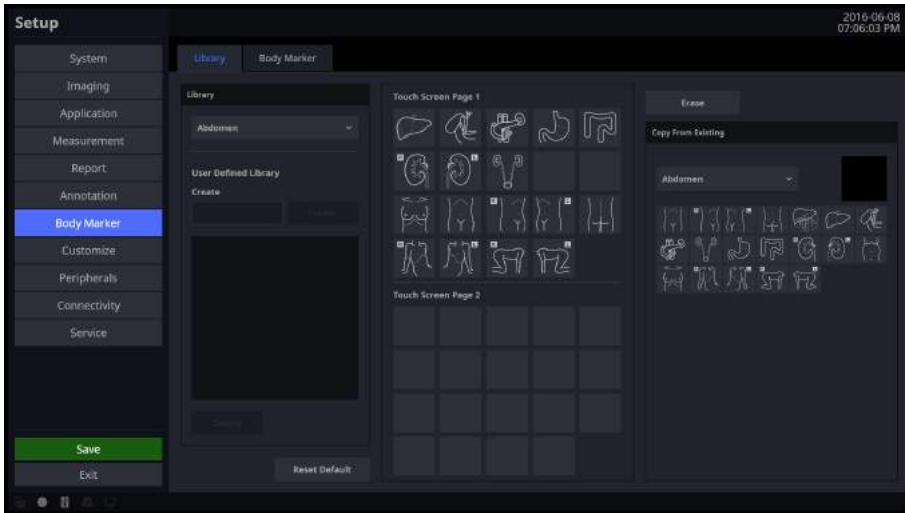 Setup
2016-06-08
07:06:03 PM
System
Imaging
Application
Measurement
Report
Annotation
Body Marker
Customize
Peripherals
Connectivity
Service
Save
Exit
Library
Body Marker
Library
Abdomen
User Defined Library
Create
Create
Delete
Reset Default
Touch Screen Page 1
Touch Screen Page 2
Erase
Copy From Existing
Abdomen